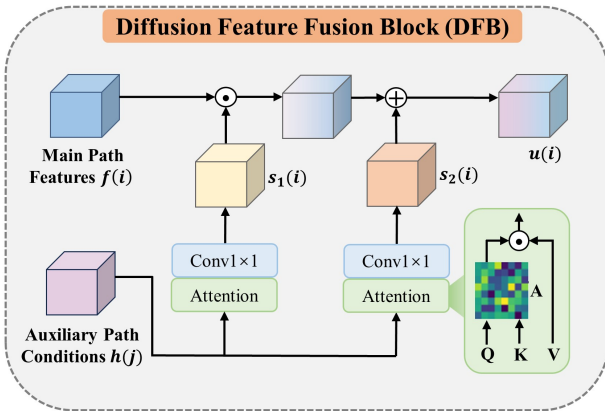 Diffusion Feature Fusion Block (DFB)
Main Path
Features f(i)
s₁(i)
s₂(i)
u(i)
Conv1×1
Attention
Conv1×1
Attention
A
Q K V
Auxiliary Path
Conditions h(j)